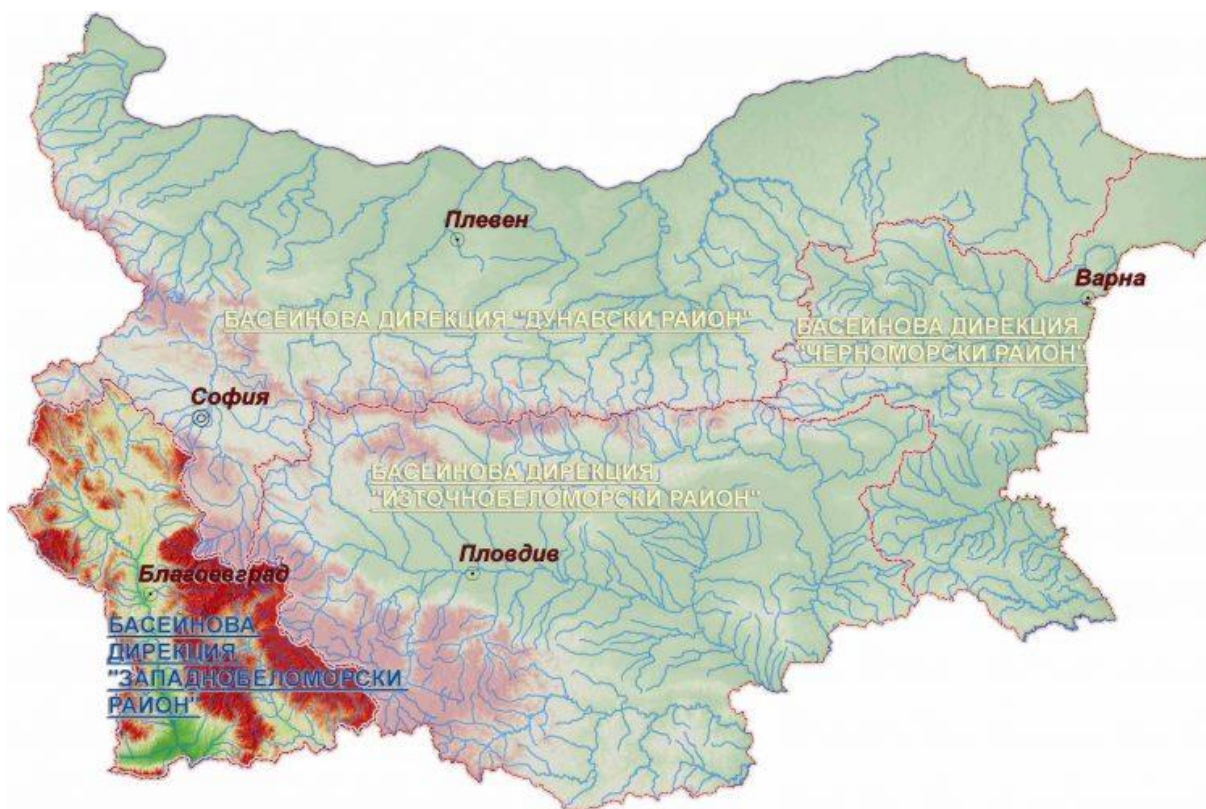 Плевен
Варна
БАСЕЙНОВА ДИРЕКЦИЯ "ДУНАВСКИ РАЙОН"
БАСЕЙНОВА ДИРЕКЦИЯ
"ЧЕРНОМОРСКИ РАЙОН"
София
БАСЕЙНОВА ДИРЕКЦИЯ
"ИЗТОЧНОБЕЛОМОРСКИ РАЙОН"
Пловдив
Благоевград
БАСЕЙНОВА
ДИРЕКЦИЯ
"ЗАПАДНОБЕЛОМОРСКИ
РАЙОН"